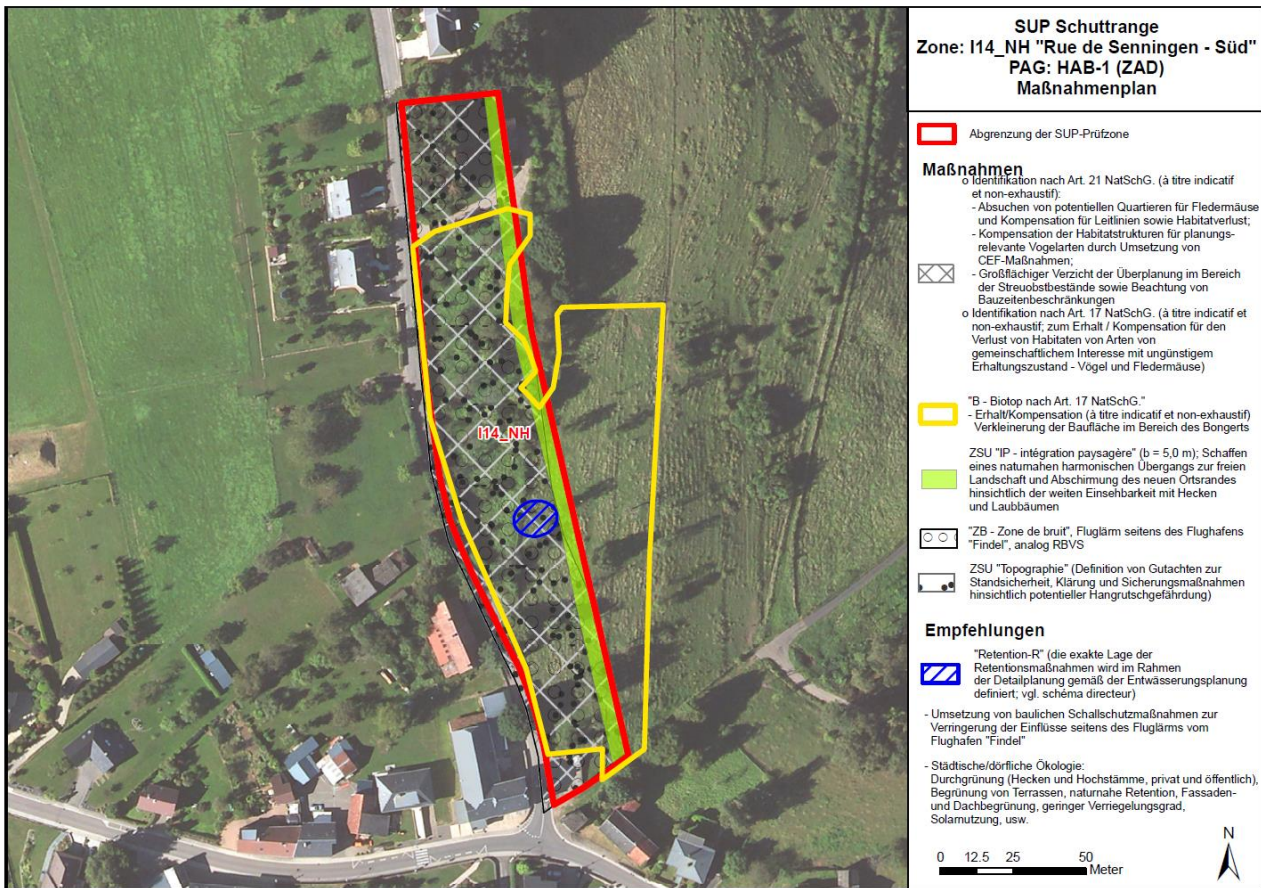 SUP Schuttrange
Zone: I14_NH "Rue de Senningen - Süd"
PAG: HAB-1 (ZAD)
Maßnahmenplan
Abgrenzung der SUP-Prüfzone
Maßnahmen
o Identifikation nach Art. 21 NatSchG. (à titre indicatif
et non-exhaustif):
- Absuchen von potentiellen Quartieren für Fledermäuse
und Kompensation für Leitlinien sowie Habitatverlust;
- Kompensation der Habitatstrukturen für planungs-
relevante Vogelarten durch Umsetzung von
CEF-Maßnahmen;
- Großflächiger Verzicht der Überplanung im Bereich
der Streuobstbestände sowie Beachtung von
Bauzeitenbeschränkungen
o Identifikation nach Art. 17 NatSchG. (à titre indicatif et
non-exhaustif; zum Erhalt / Kompensation für den
Verlust von Habitaten von Arten von
gemeinschaftlichem Interesse mit ungünstigem
Erhaltungszustand - Vögel und Fledermäuse)
"B - Biotop nach Art. 17 NatSchG."
- Erhalt/Kompensation (à titre indicatif et non-exhaustif)
Verkleinerung der Baufläche im Bereich des Bongerts
ZSU "IP - intégration paysagère" (b = 5,0 m); Schaffen
eines naturnahen harmonischen Übergangs zur freien
Landschaft und Abschirmung des neuen Ortsrandes
hinsichtlich der weiten Einsehbarkeit mit Hecken
und Laubbäumen
"ZB - Zone de bruit", Fluglärm seitens des Flughafens
"Findel", analog RBVS
ZSU "Topographie" (Definition von Gutachten zur
Standsicherheit, Klärung und Sicherungsmaßnahmen
hinsichtlich potentieller Hangrutschgefährdung)
Empfehlungen
"Retention-R" (die exakte Lage der
Retentionsmaßnahmen wird im Rahmen
der Detailplanung gemäß der Entwässerungsplanung
definiert; vgl. schéma directeur)
- Umsetzung von baulichen Schallschutzmaßnahmen zur
Verringerung der Einflüsse seitens des Fluglärms vom
Flughafen "Findel"
- Städtische/dörfliche Ökologie:
Durchgrünung (Hecken und Hochstämme, privat und öffentlich),
Begrünung von Terrassen, naturnahe Retention, Fassaden-
und Dachbegrünung, geringer Verriegelungsgrad,
Solarnutzung, usw.
N
0 12.5 25 50
Meter
I14_NH